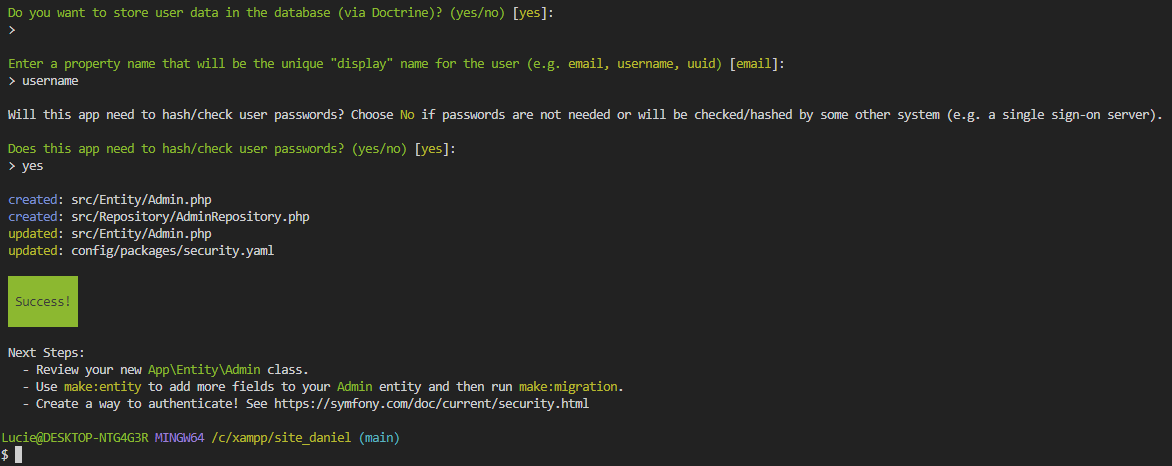 Do you want to store user data in the database (via Doctrine)? (yes/no) [yes]:
>
Enter a property name that will be the unique "display" name for the user (e.g. email, username, uuid) [email]:
> username
Will this app need to hash/check user passwords? Choose No if passwords are not needed or will be checked/hashed by some other system (e.g. a single sign-on server).
Does this app need to hash/check user passwords? (yes/no) [yes]:
> yes
created: src/Entity/Admin.php
created: src/Repository/AdminRepository.php
updated: src/Entity/Admin.php
updated: config/packages/security.yaml
Success!
Next Steps:
- Review your new App\Entity\Admin class.
- Use make:entity to add more fields to your Admin entity and then run make:migration.
- Create a way to authenticate! See https://symfony.com/doc/current/security.html
Lucie@DESKTOP-NTG4G3R MINGW64 /c/xampp/site_daniel (main)
$